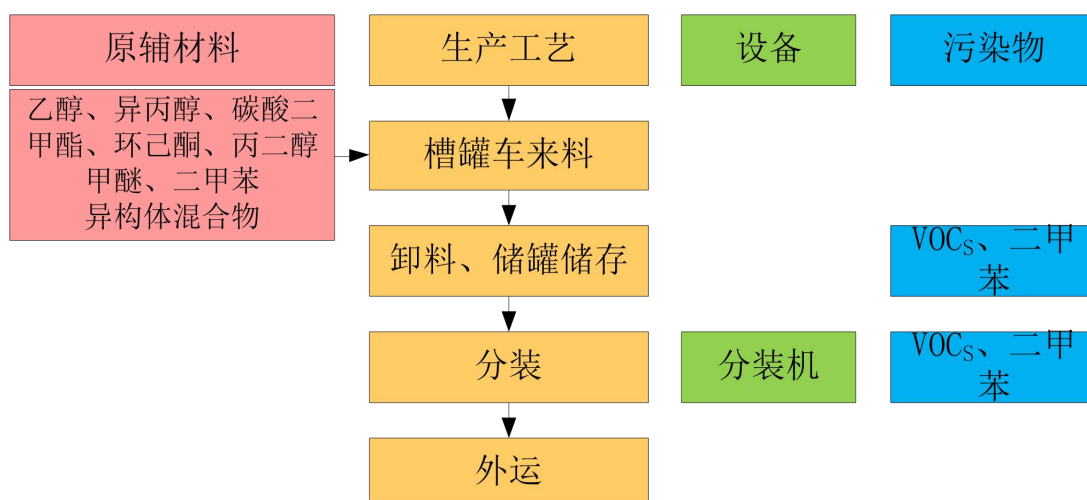 原辅材料
生产工艺
设备
污染物
乙醇、异丙醇、碳酸二
甲酯、环己酮、丙二醇
甲醚、二甲苯
异构体混合物
槽罐车来料
卸料、储罐储存
VOCS、二甲
苯
分装
分装机
VOCS、二甲
苯
外运